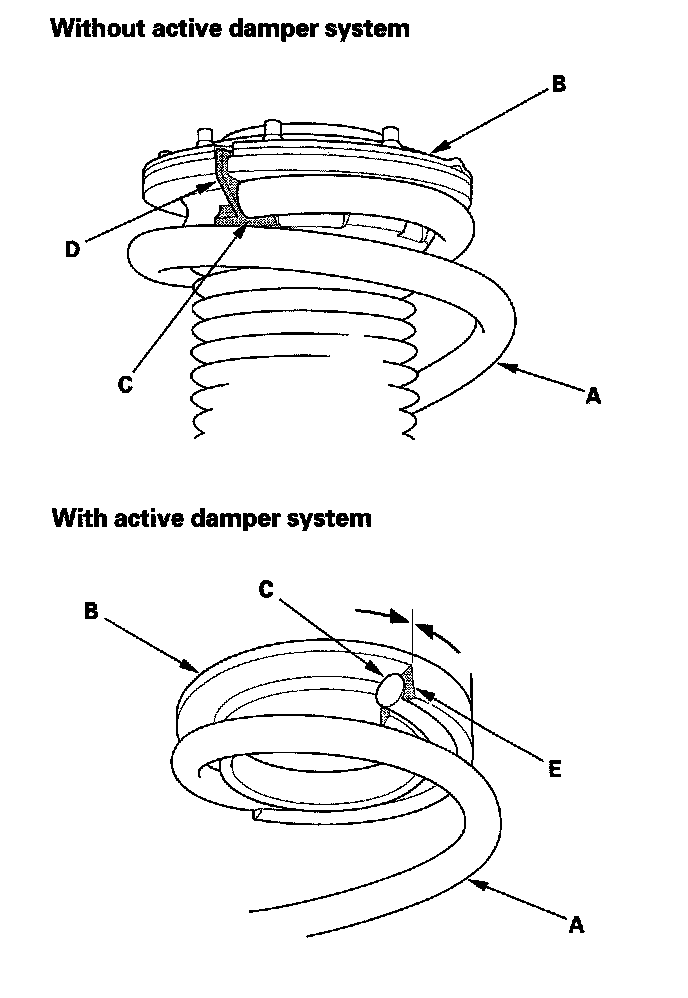 Without active damper system
B
D
C
A
With active damper system
C
B
E
A